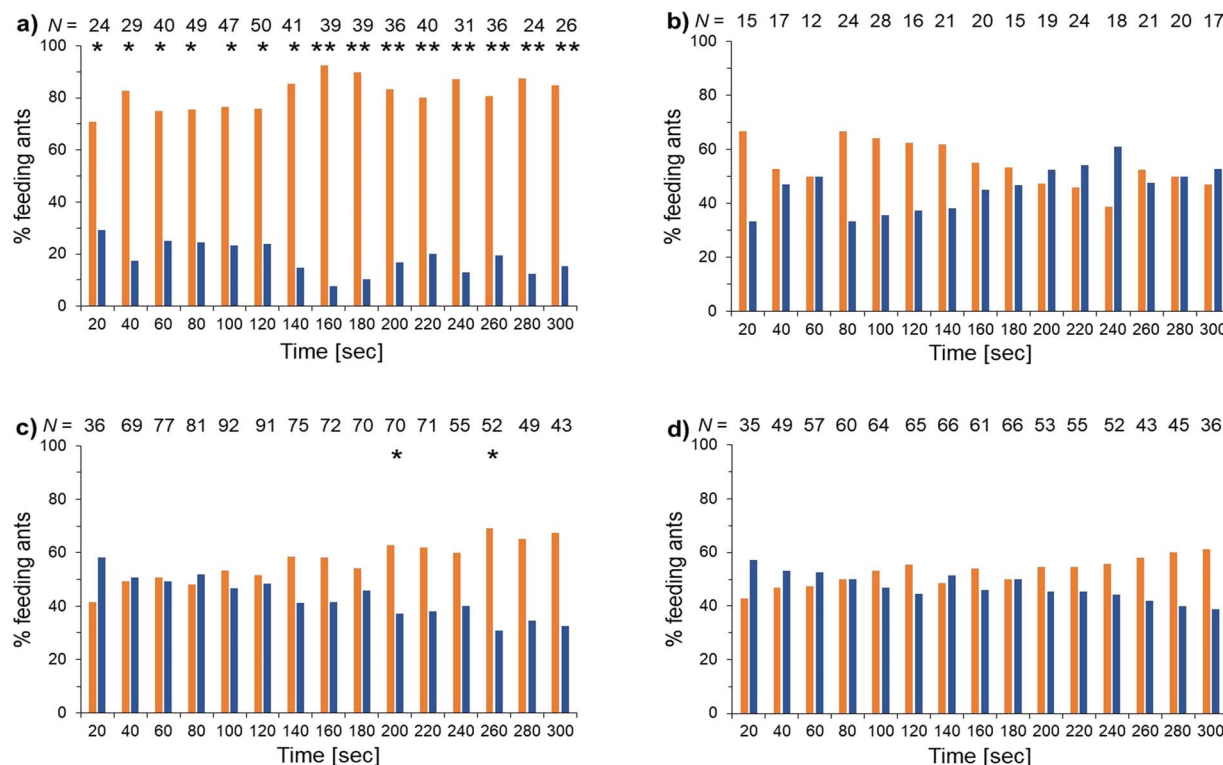 a) N = 24 29 40 49 47 50 41 39 39 36 40 31 36 24 26
* * * * * * * ** ** ** ** ** ** ** **
100
80
60
40
20
0
% feeding ants
20 40 60 80 100 120 140 160 180 200 220 240 260 280 300
Time [sec]
b) N = 15 17 12 24 28 16 21 20 15 19 24 18 21 20 17
100
80
60
40
20
0
% feeding ants
20 40 60 80 100 120 140 160 180 200 220 240 260 280 300
Time [sec]
c) N = 36 69 77 81 92 91 75 72 70 70 71 55 52 49 43
* *
100
80
60
40
20
0
% feeding ants
20 40 60 80 100 120 140 160 180 200 220 240 260 280 300
Time [sec]
d) N = 35 49 57 60 64 65 66 61 66 53 55 52 43 45 36
100
80
60
40
20
0
% feeding ants
20 40 60 80 100 120 140 160 180 200 220 240 260 280 300
Time [sec]